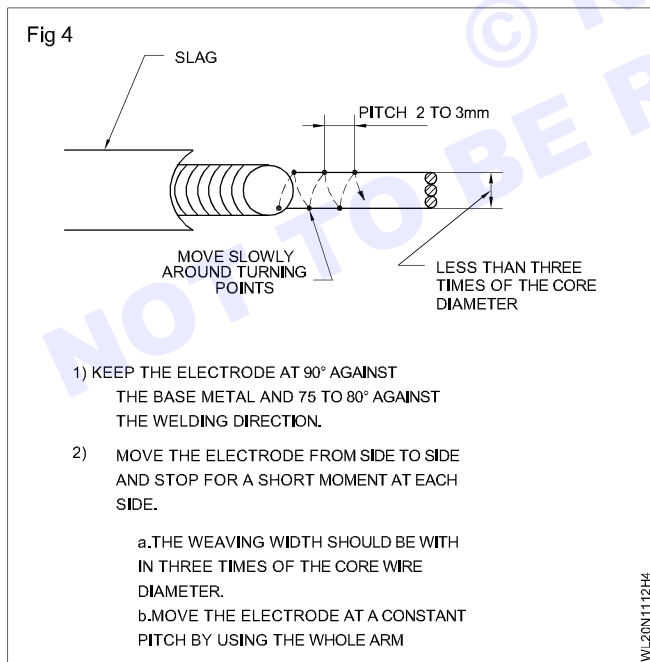 Fig 4
SLAG
PITCH 2 TO 3mm
MOVE SLOWLY
AROUND TURNING
POINTS
LESS THAN THREE
TIMES OF THE CORE
DIAMETER
1) KEEP THE ELECTRODE AT 90° AGAINST
THE BASE METAL AND 75 TO 80° AGAINST
THE WELDING DIRECTION.
2) MOVE THE ELECTRODE FROM SIDE TO SIDE
AND STOP FOR A SHORT MOMENT AT EACH
SIDE.
a.THE WEAVING WIDTH SHOULD BE WITH
IN THREE TIMES OF THE CORE WIRE
DIAMETER.
b.MOVE THE ELECTRODE AT A CONSTANT
PITCH BY USING THE WHOLE ARM
WL20N1112H4
© N
NOT TO BE R